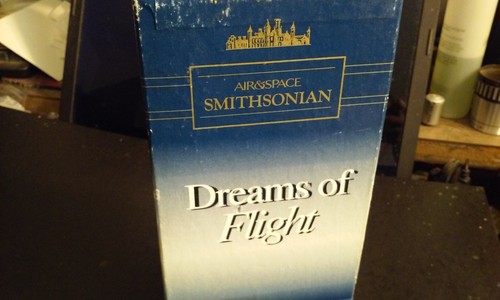 AIR&SPACE
SMITHSONIAN
Dreams of
Flight